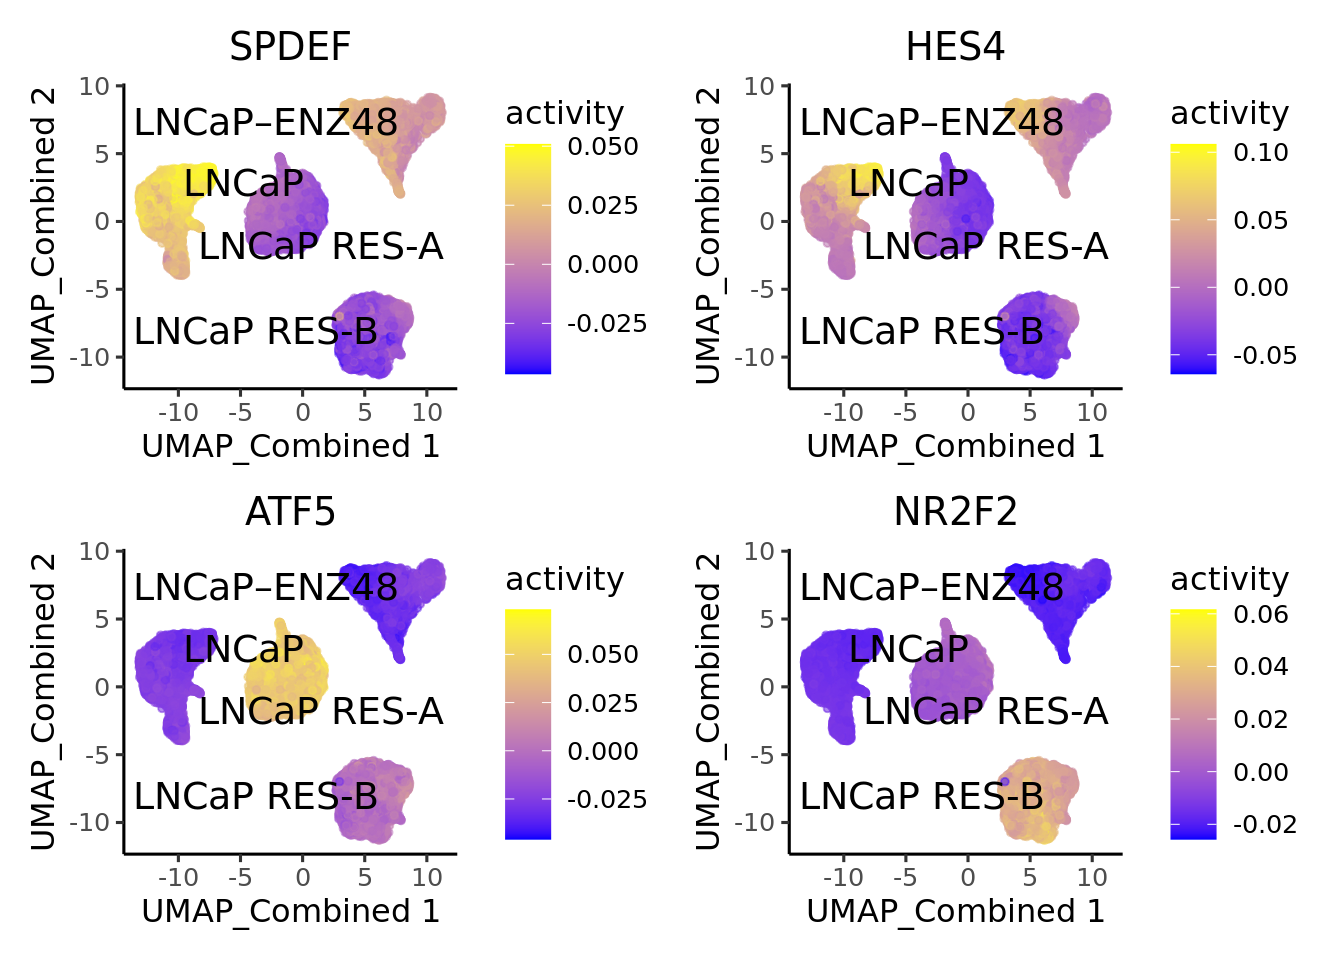 SPDEF
UMAP_Combined 2
10
5
0
-5
-10
LNCaP–ENZ48
LNCaP
LNCaP RES-A
LNCaP RES-B
-10 -5 0 5 10
UMAP_Combined 1
activity
0.050
0.025
0.000
-0.025
HES4
UMAP_Combined 2
10
5
0
-5
-10
LNCaP–ENZ48
LNCaP
LNCaP RES-A
LNCaP RES-B
-10 -5 0 5 10
UMAP_Combined 1
activity
0.10
0.05
0.00
-0.05
ATF5
UMAP_Combined 2
10
5
0
-5
-10
LNCaP–ENZ48
LNCaP
LNCaP RES-A
LNCaP RES-B
-10 -5 0 5 10
UMAP_Combined 1
activity
0.050
0.025
0.000
-0.025
NR2F2
UMAP_Combined 2
10
5
0
-5
-10
LNCaP–ENZ48
LNCaP
LNCaP RES-A
LNCaP RES-B
-10 -5 0 5 10
UMAP_Combined 1
activity
0.06
0.04
0.02
0.00
-0.02